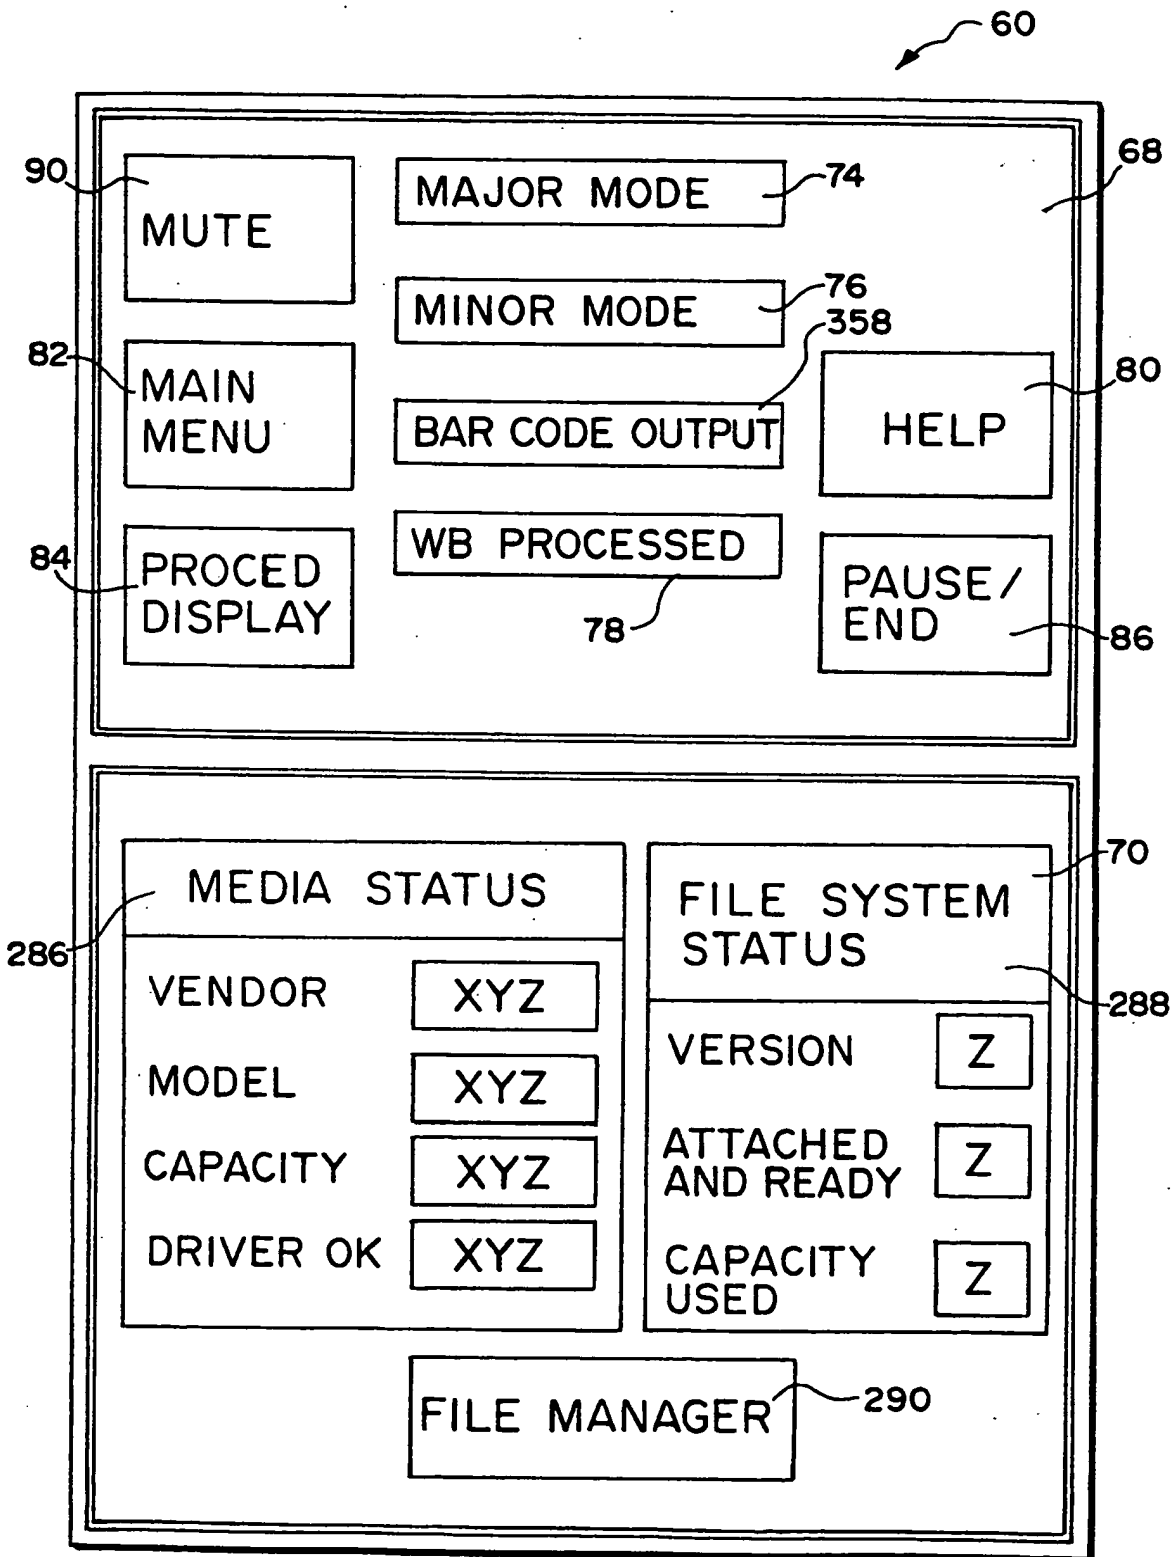 60
68
90
MUTE
MAJOR MODE
74
MINOR MODE
76
358
82
MAIN
MENU
BAR CODE OUTPUT
80
HELP
84
PROCED
DISPLAY
WB PROCESSED
78
PAUSE/
END
86
MEDIA STATUS
286
VENDOR XYZ
MODEL XYZ
CAPACITY XYZ
DRIVER OK XYZ
70
FILE SYSTEM
STATUS
288
VERSION Z
ATTACHED
AND READY Z
CAPACITY
USED Z
FILE MANAGER
290